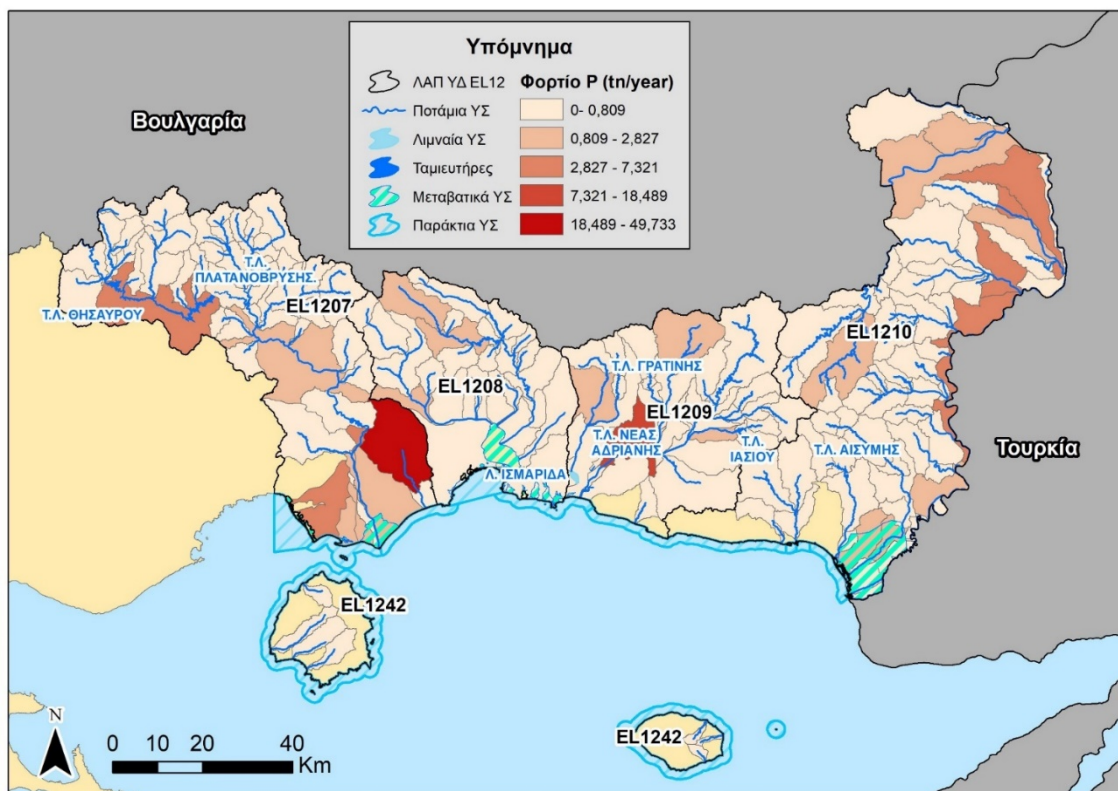 Υπόμνημα
ΛΑΠ ΥΔ EL12
Ποτάμια ΥΣ
Λιμναία ΥΣ
Ταμιευτήρες
Μεταβατικά ΥΣ
Παράκτια ΥΣ
Φορτίο P (tn/year)
0- 0,809
0,809 - 2,827
2,827 - 7,321
7,321 - 18,489
18,489 - 49,733
Βουλγαρία
Τ.Λ.
ΠΛΑΤΑΝΟΒΡΥΣΗΣ
EL1207
Τ.Λ. ΘΗΣΑΥΡΟΥ
EL1208
Τ.Λ. ΓΡΑΤΙΝΗΣ
EL1209
EL1210
Τ.Λ. ΝΕΑΣ
ΑΔΡΙΑΝΗΣ
Τ.Λ.
ΙΑΣΙΟΥ
Τ.Λ. ΑΙΣΥΜΗΣ
Τουρκία
Λ. ΙΣΜΑΡΙΔΑ
EL1242
EL1242
N
0 10 20 40
Km